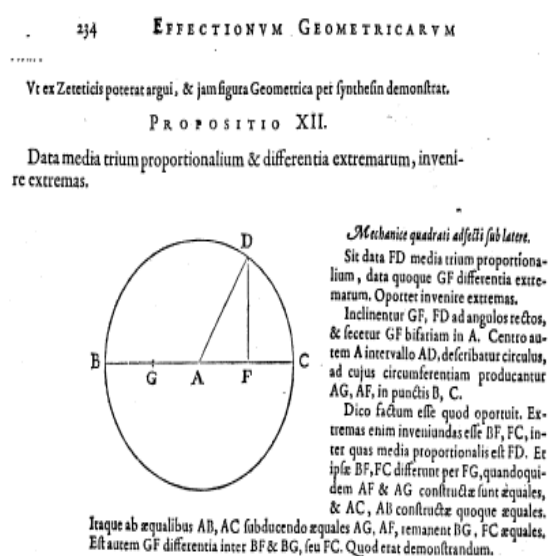 234 EFFECTIONVM GEOMETRICARVM
Vt ex Zeteticis poterat argui, & jam figura Geometrica per ſyntheſin demonſtrat.
PROPOSITIO XII.
Data media trium proportionalium & differentia extremarum, inveni-
re extremas.
Mechanice quadrati adfecti ſub latere.
Sit data FD media trium proportiona-
lium, data quoque GF differentia extre-
marum. Oportet invenire extremas.
Inclinentur GF, FD ad angulos rectos,
& ſecetur GF bifariam in A. Centro au-
tem A intervallo AD, deſcribatur circulus,
ad cujus circumferentiam producantur
AG, AF, in punctis B, C.
Dico factum eſſe quod oportuit. Ex-
tremas enim inveniundas eſſe BF, FC, in-
ter quas media proportionalis eſt FD. Et
ipſæ BF, FC differunt per FG, quandoqui-
dem AF & AG conſtructæ ſunt æquales,
& AC, AB conſtructæ quoque æquales.
Itaque ab æqualibus AB, AC ſubducendo æquales AG, AF, remanent BG, FC æquales.
Eſt autem GF differentia inter BF & BG, ſeu FC. Quod erat demonſtrandum.
D
B G A F C